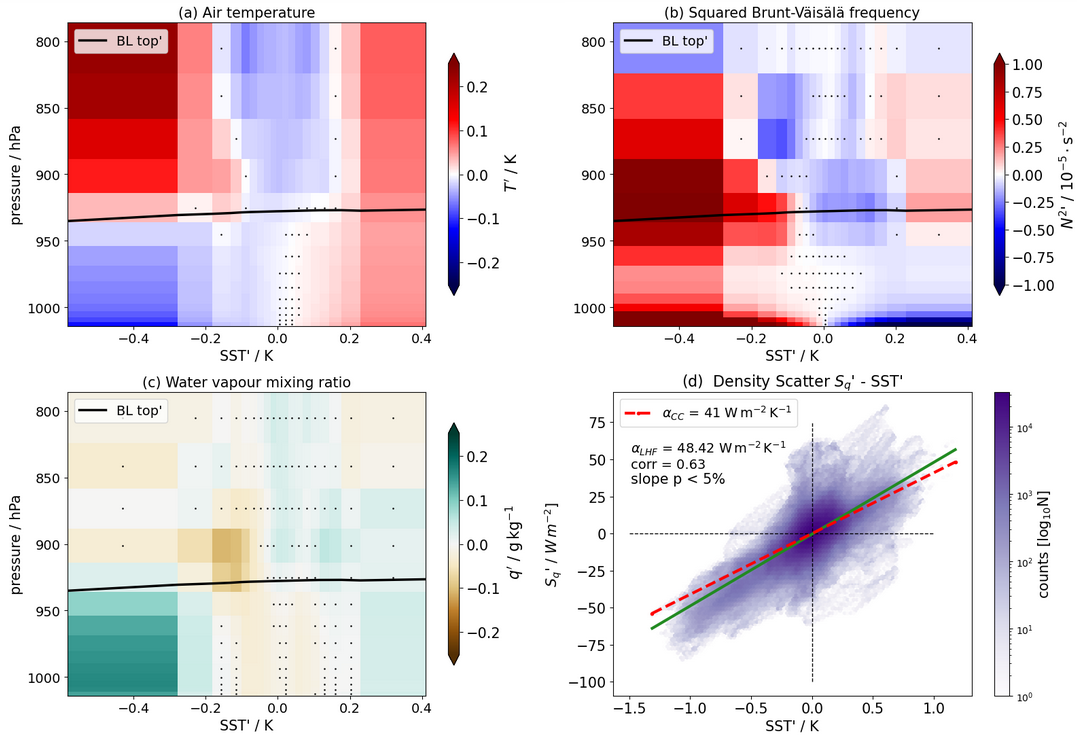 (a) Air temperature
BL top'
800
850
900
950
1000
pressure / hPa
−0.4 −0.2 0.0 0.2 0.4
SST' / K
0.2
0.1
0.0
−0.1
−0.2
T' / K
(b) Squared Brunt-Väisälä frequency
BL top'
800
850
900
950
1000
−0.4 −0.2 0.0 0.2 0.4
SST' / K
1.00
0.75
0.50
0.25
0.00
−0.25
−0.50
−0.75
−1.00
N²' / 10⁻⁵ · s⁻²
(c) Water vapour mixing ratio
BL top'
800
850
900
950
1000
pressure / hPa
−0.4 −0.2 0.0 0.2 0.4
SST' / K
0.2
0.1
0.0
−0.1
−0.2
q' / g kg⁻¹
(d) Density Scatter S_q' - SST'
α_CC = 41 W m⁻² K⁻¹
α_LHF = 48.42 W m⁻² K⁻¹
corr = 0.63
slope p < 5%
75
50
25
0
−25
−50
−75
−100
S_q' / W m⁻²]
−1.5 −1.0 −0.5 0.0 0.5 1.0
SST' / K
10⁴
10³
10²
10¹
10⁰
counts [log₁₀N]